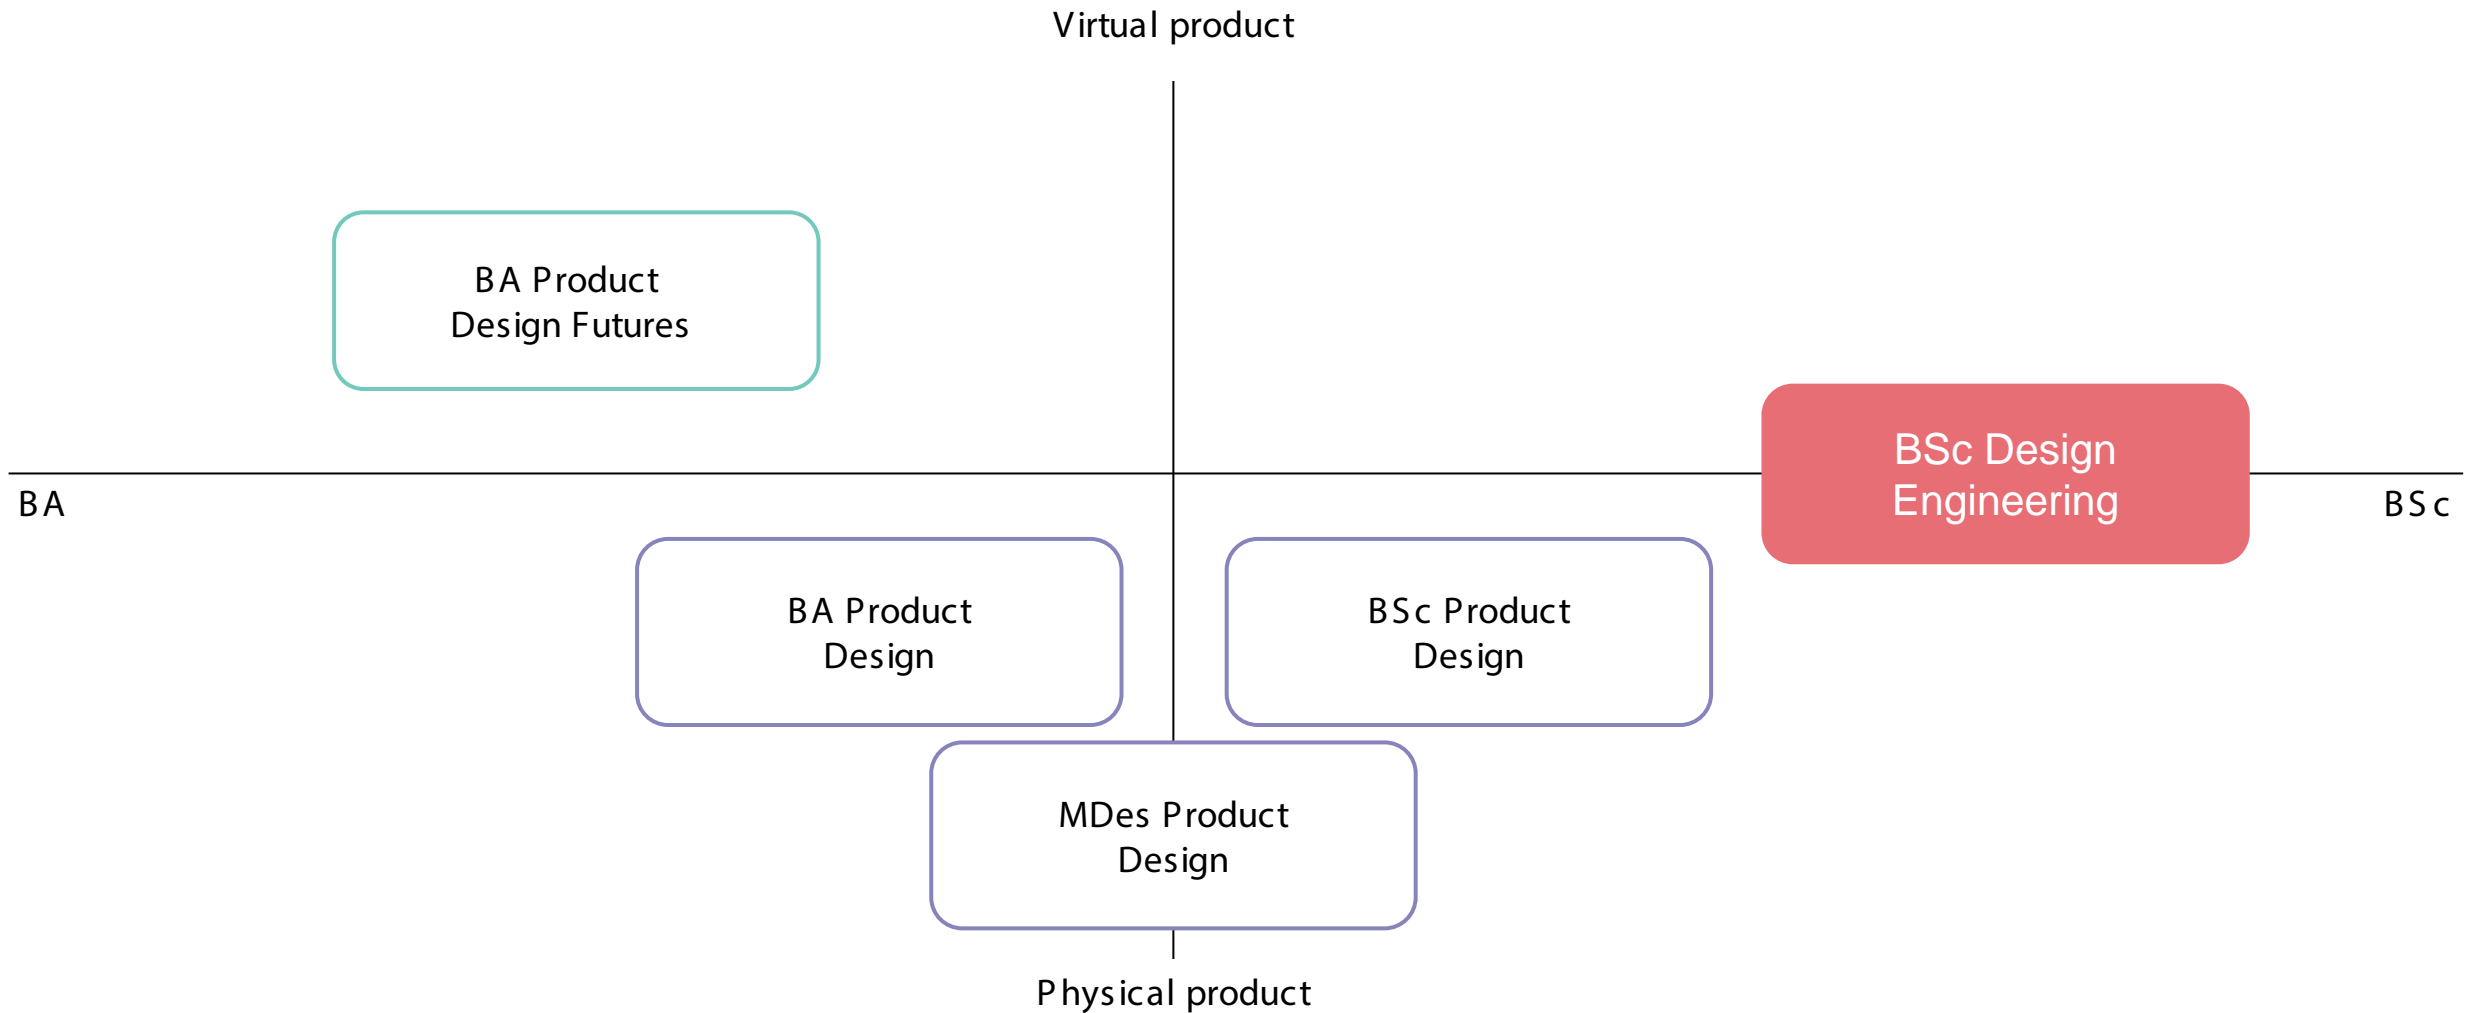 Virtual product
BA Product
Design Futures
BSc Design
Engineering
BA
BSc
BA Product
Design
BSc Product
Design
MDes Product
Design
Physical product